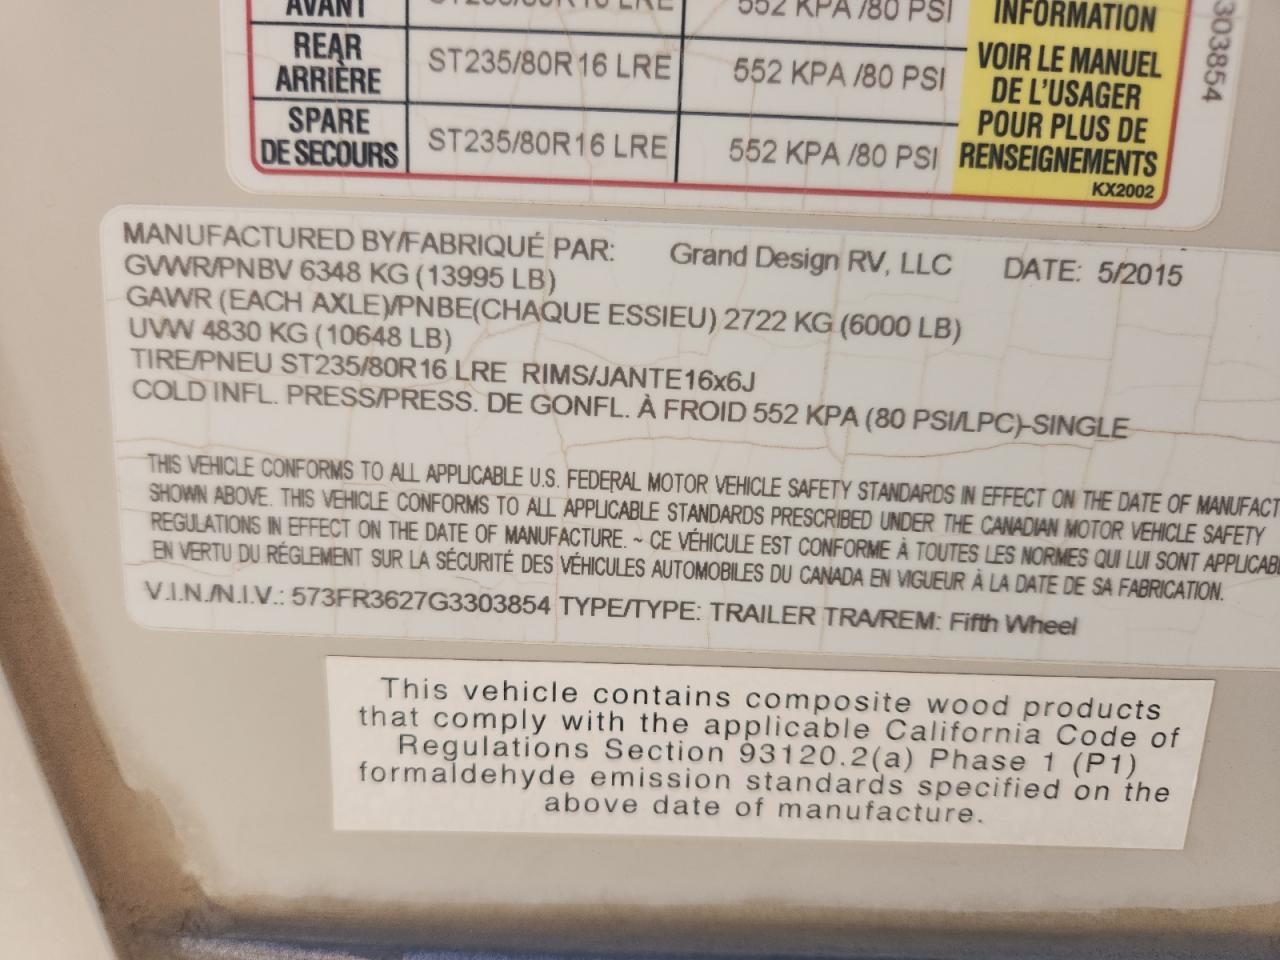 AVANT ST235/80R16 LRE 552 KPA /80 PSI
INFORMATION
REAR
ARRIÈRE ST235/80R16 LRE 552 KPA /80 PSI
SPARE
DE SECOURS ST235/80R16 LRE 552 KPA /80 PSI
VOIR LE MANUEL
DE L'USAGER
POUR PLUS DE
RENSEIGNEMENTS
KX2002
303854
MANUFACTURED BY/FABRIQUÉ PAR: Grand Design RV, LLC DATE: 5/2015
GVWR/PNBV 6348 KG (13995 LB)
GAWR (EACH AXLE)/PNBE(CHAQUE ESSIEU) 2722 KG (6000 LB)
UVW 4830 KG (10648 LB)
TIRE/PNEU ST235/80R16 LRE RIMS/JANTE16x6J
COLD INFL. PRESS/PRESS. DE GONFL. À FROID 552 KPA (80 PSI/LPC)-SINGLE
THIS VEHICLE CONFORMS TO ALL APPLICABLE U.S. FEDERAL MOTOR VEHICLE SAFETY STANDARDS IN EFFECT ON THE DATE OF MANUFACT
SHOWN ABOVE. THIS VEHICLE CONFORMS TO ALL APPLICABLE STANDARDS PRESCRIBED UNDER THE CANADIAN MOTOR VEHICLE SAFETY
REGULATIONS IN EFFECT ON THE DATE OF MANUFACTURE. ~ CE VÉHICULE EST CONFORME À TOUTES LES NORMES QUI LUI SONT APPLICABL
EN VERTU DU RÉGLEMENT SUR LA SÉCURITÉ DES VÉHICULES AUTOMOBILES DU CANADA EN VIGUEUR À LA DATE DE SA FABRICATION.
V.I.N./N.I.V.: 573FR3627G3303854 TYPE/TYPE: TRAILER TRA/REM: Fifth Wheel
This vehicle contains composite wood products
that comply with the applicable California Code of
Regulations Section 93120.2(a) Phase 1 (P1)
formaldehyde emission standards specified on the
above date of manufacture.